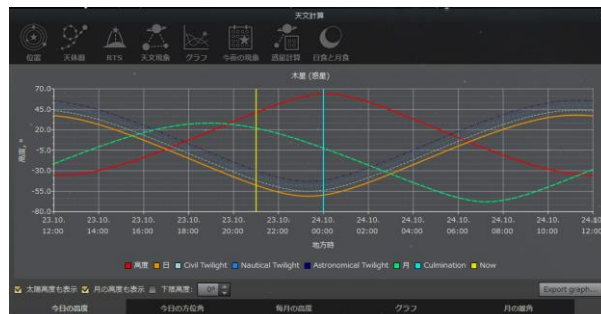 天文計算
位置 天体暦 RTS 天文現象 グラフ 今夜の現象 惑星計算 日食と月食
木星 (惑星)
70.0
45.0
20.0
-5.0
-30.0
-55.0
-80.0
高度, °
23.10. 23.10. 23.10. 23.10. 23.10. 23.10. 24.10. 24.10. 24.10. 24.10. 24.10. 24.10. 24.10.
12:00 14:00 16:00 18:00 20:00 22:00 00:00 02:00 04:00 06:00 08:00 10:00 12:00
地方時
高度 日 Civil Twilight Nautical Twilight Astronomical Twilight 月 Culmination Now
太陽高度も表示 月の高度も表示 下限高度: 0° Export graph...
今日の高度 今日の方位角 毎月の高度 グラフ 月の離角